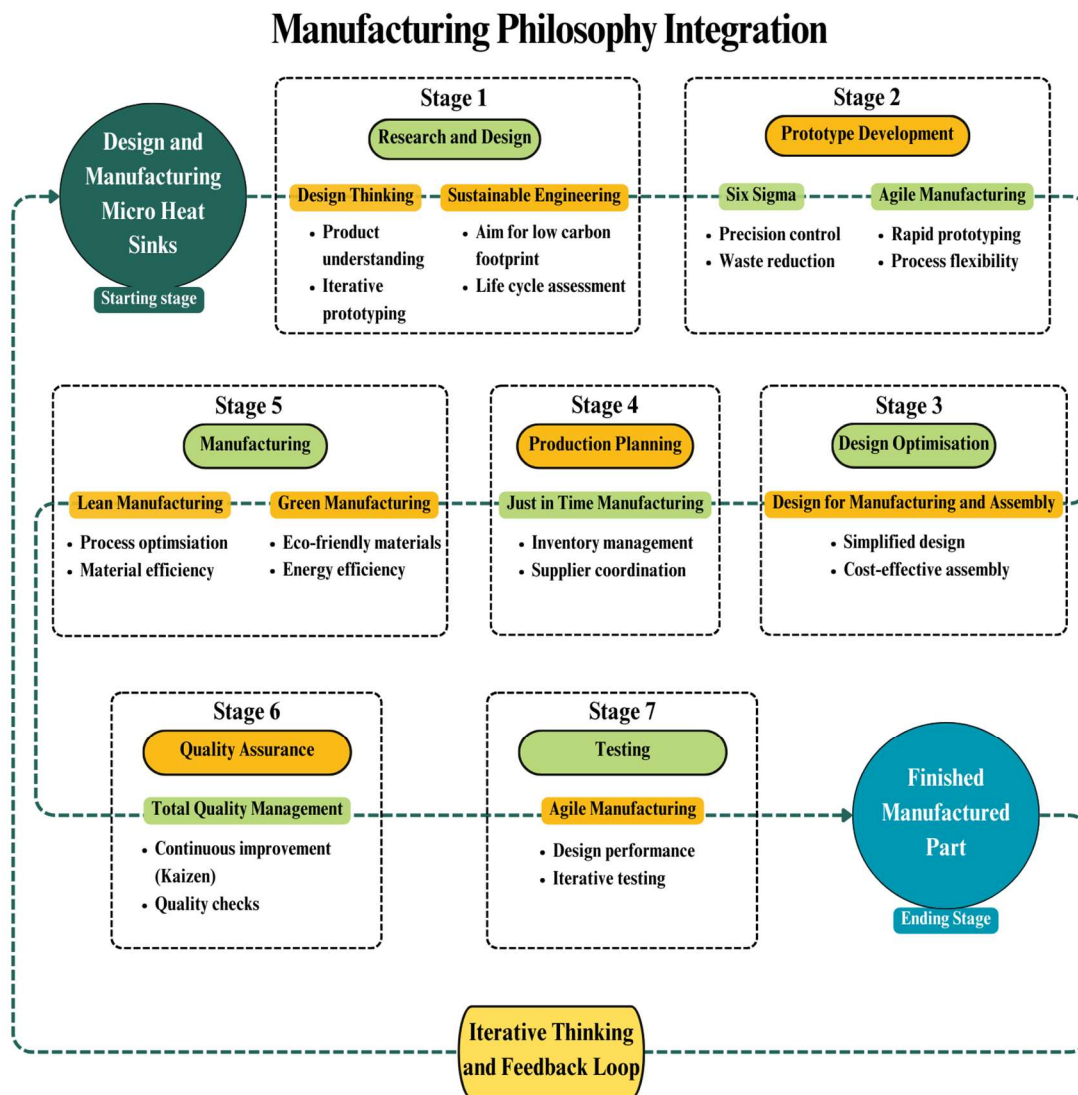 Manufacturing Philosophy Integration
Design and
Manufacturing
Micro Heat
Sinks
Starting stage
Stage 1
Research and Design
Design Thinking
• Product
understanding
• Iterative
prototyping
Sustainable Engineering
• Aim for low carbon
footprint
• Life cycle assessment
Stage 2
Prototype Development
Six Sigma
• Precision control
• Waste reduction
Agile Manufacturing
• Rapid prototyping
• Process flexibility
Stage 3
Design Optimisation
Design for Manufacturing and Assembly
• Simplified design
• Cost-effective assembly
Stage 4
Production Planning
Just in Time Manufacturing
• Inventory management
• Supplier coordination
Stage 5
Manufacturing
Lean Manufacturing
• Process optimsiation
• Material efficiency
Green Manufacturing
• Eco-friendly materials
• Energy efficiency
Stage 6
Quality Assurance
Total Quality Management
• Continuous improvement
(Kaizen)
• Quality checks
Stage 7
Testing
Agile Manufacturing
• Design performance
• Iterative testing
Finished
Manufactured
Part
Ending Stage
Iterative Thinking
and Feedback Loop